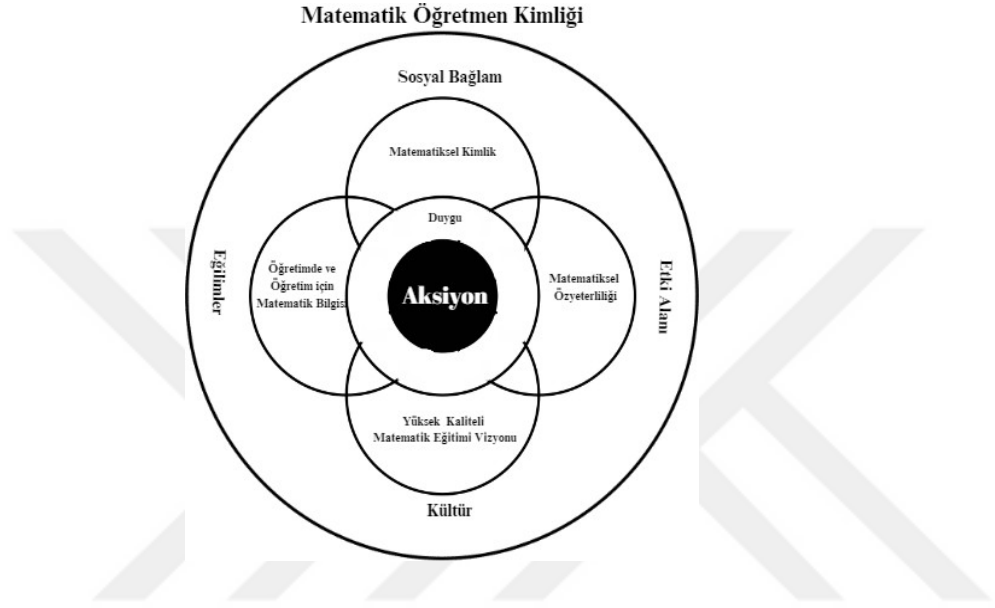 Matematik Öğretmen Kimliği
Sosyal Bağlam
Matematiksel Kimlik
Duygu
Eğilimler
Öğretimde ve
Öğretim için
Matematik Bilgisi
Aksiyon
Matematiksel
Özyeterliliği
Etki Alanı
Yüksek Kaliteli
Matematik Eğitimi Vizyonu
Kültür